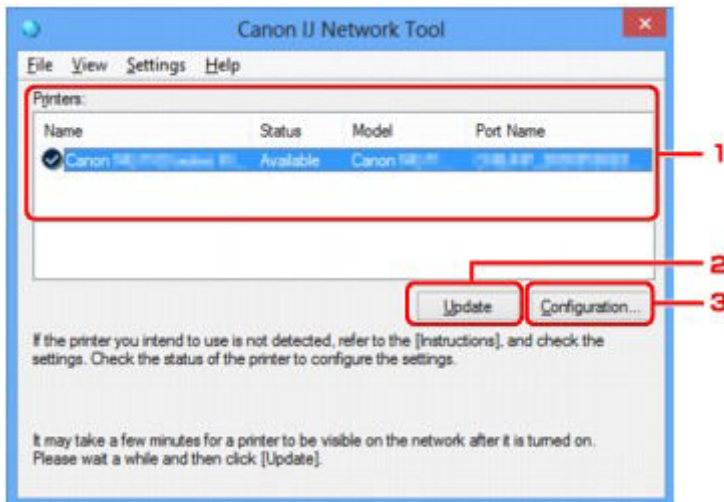 Canon IJ Network Tool
File View Settings Help
Printers:
Name Status Model Port Name
Canon Available Canon
1
2
Update Configuration...
3
If the printer you intend to use is not detected, refer to the [Instructions], and check the
settings. Check the status of the printer to configure the settings.
It may take a few minutes for a printer to be visible on the network after it is turned on.
Please wait a while and then click [Update].